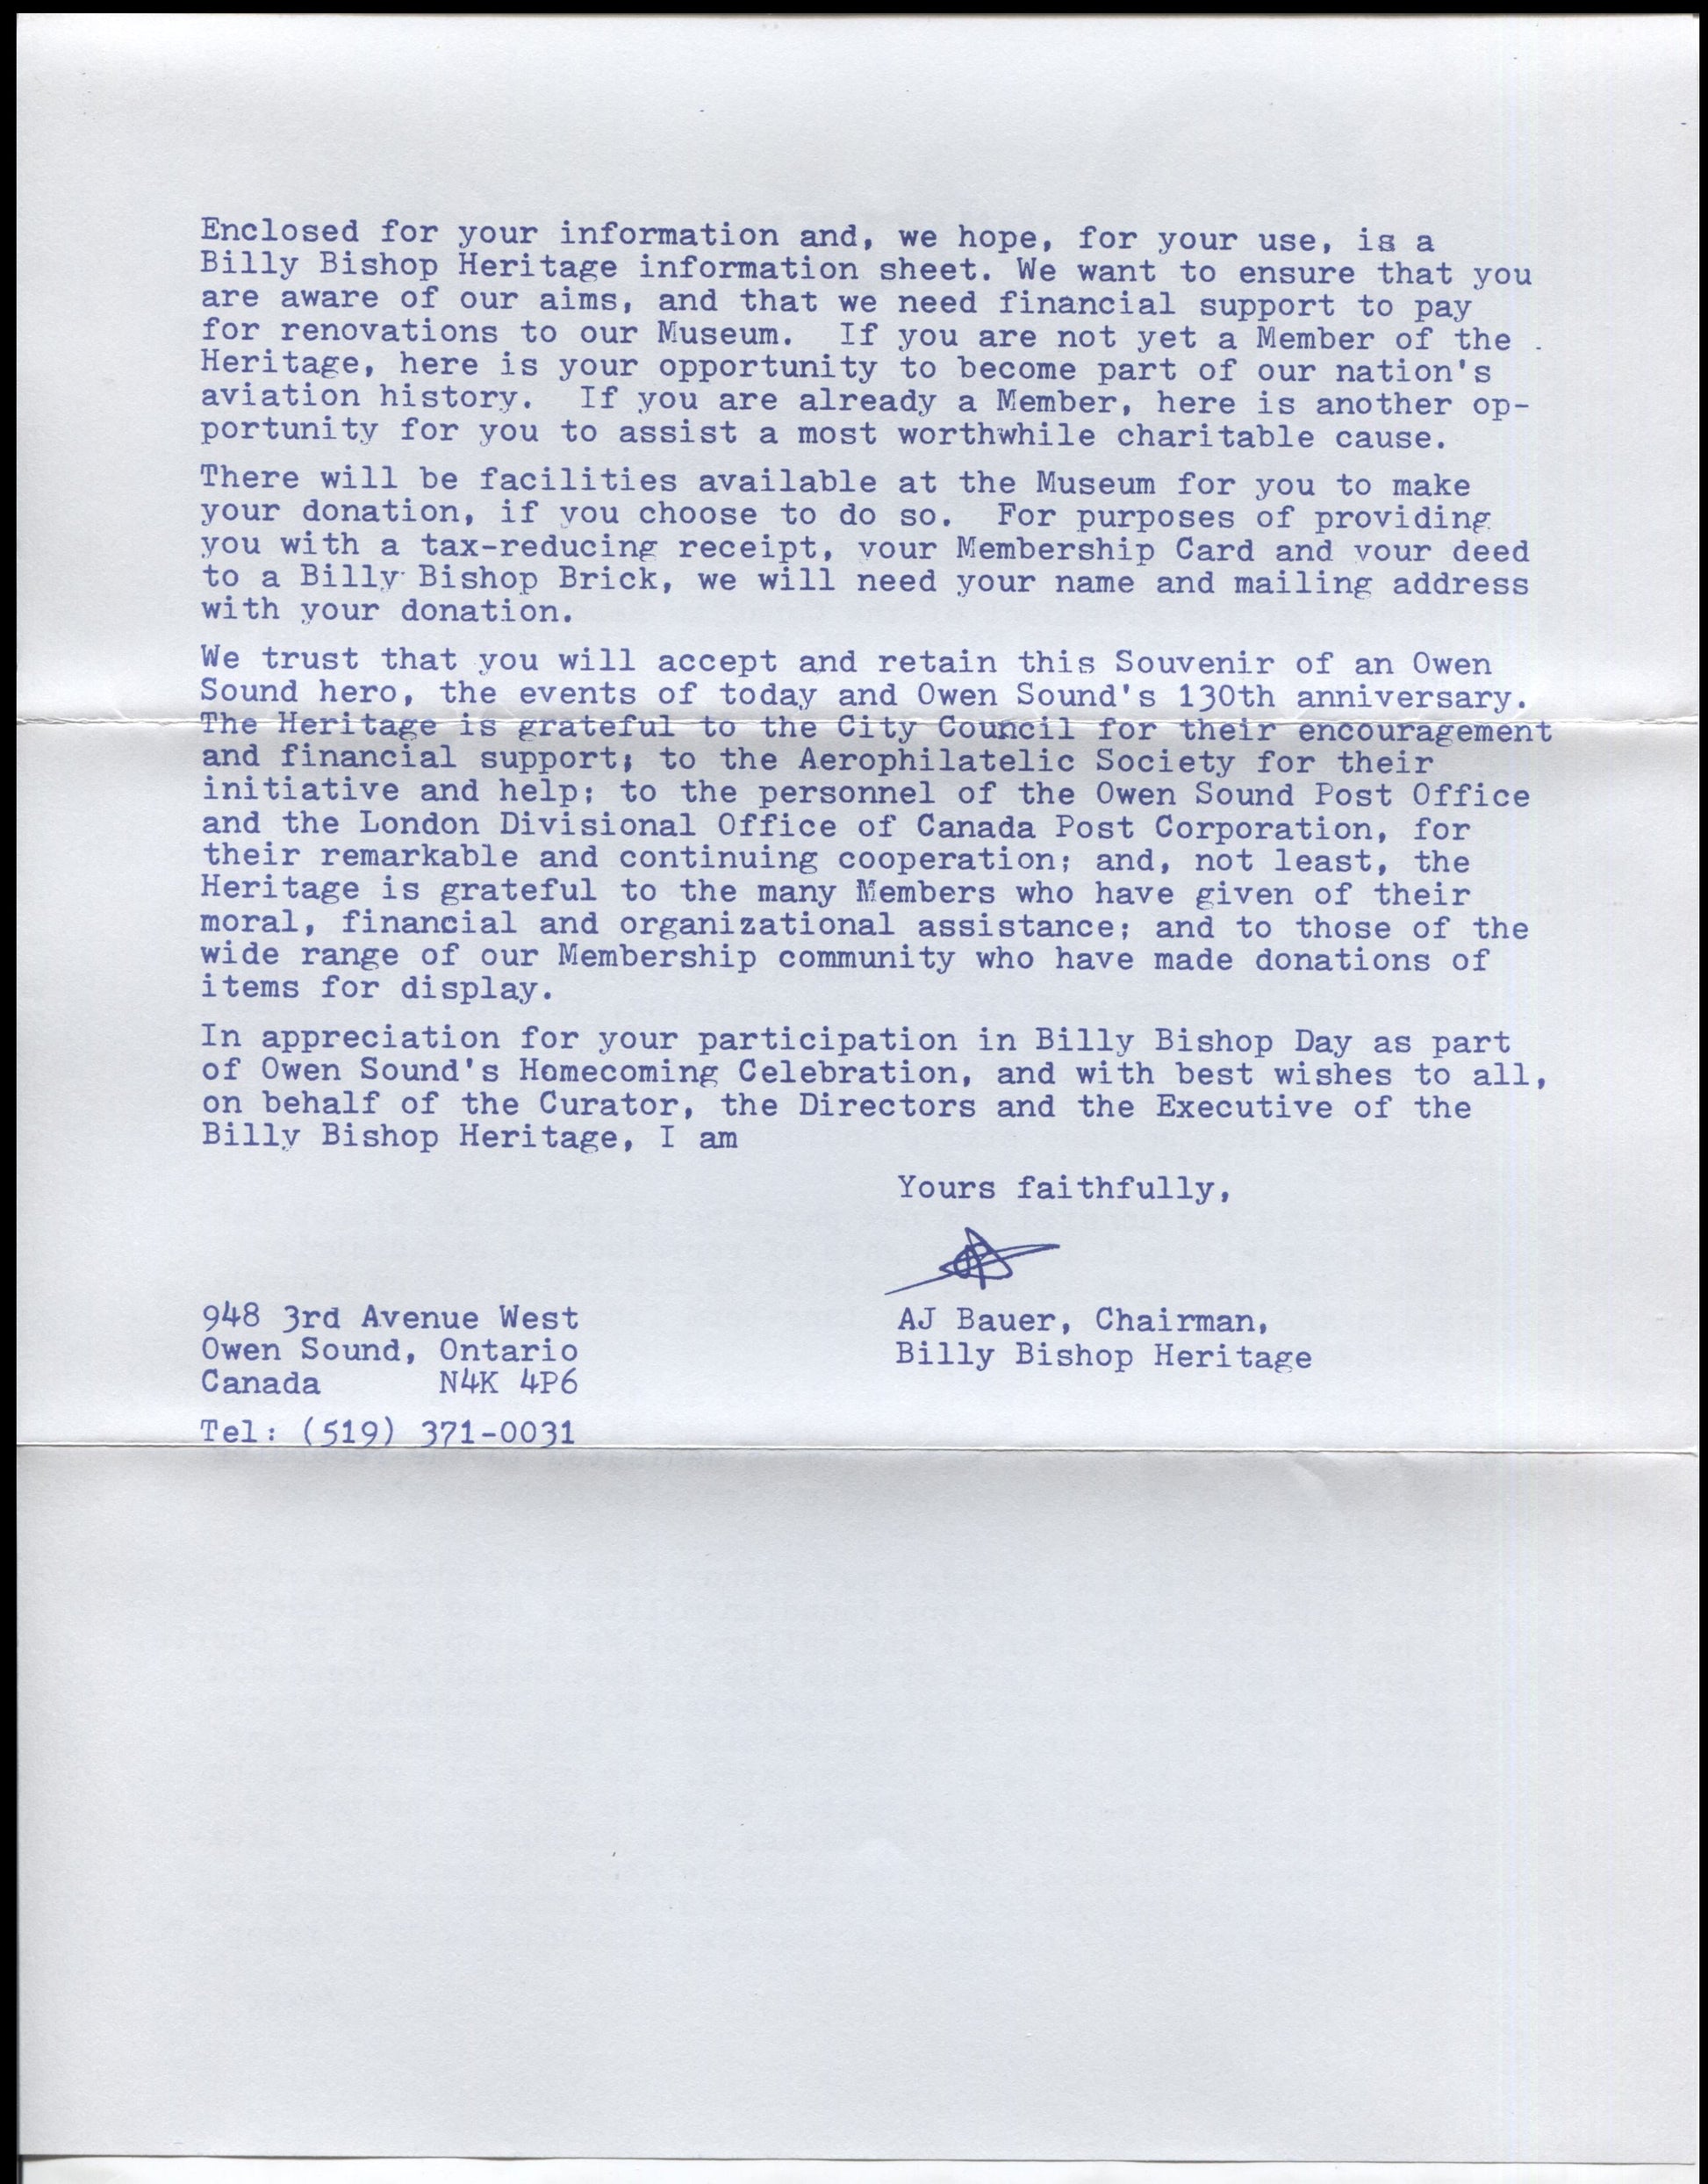 Enclosed for your information and, we hope, for your use, is a
Billy Bishop Heritage information sheet. We want to ensure that you
are aware of our aims, and that we need financial support to pay
for renovations to our Museum.  If you are not yet a Member of the
Heritage, here is your opportunity to become part of our nation's
aviation history.  If you are already a Member, here is another op-
portunity for you to assist a most worthwhile charitable cause.
There will be facilities available at the Museum for you to make
your donation, if you choose to do so.  For purposes of providing
you with a tax-reducing receipt, your Membership Card and your deed
to a Billy Bishop Brick, we will need your name and mailing address
with your donation.
We trust that you will accept and retain this Souvenir of an Owen
Sound hero, the events of today and Owen Sound's 130th anniversary.
The Heritage is grateful to the City Council for their encouragement
and financial support; to the Aerophilatelic Society for their
initiative and help; to the personnel of the Owen Sound Post Office
and the London Divisional Office of Canada Post Corporation, for
their remarkable and continuing cooperation; and, not least, the
Heritage is grateful to the many Members who have given of their
moral, financial and organizational assistance; and to those of the
wide range of our Membership community who have made donations of
items for display.
In appreciation for your participation in Billy Bishop Day as part
of Owen Sound's Homecoming Celebration, and with best wishes to all,
on behalf of the Curator, the Directors and the Executive of the
Billy Bishop Heritage, I am
Yours faithfully,
AJ Bauer, Chairman,
Billy Bishop Heritage
948 3rd Avenue West
Owen Sound, Ontario
Canada      N4K 4P6
Tel: (519) 371-0031